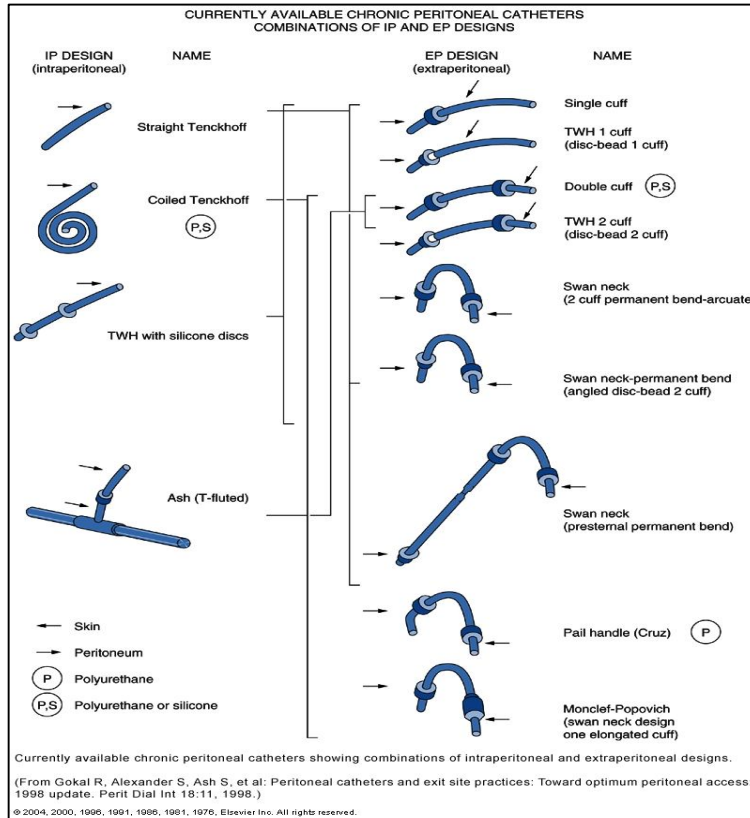 CURRENTLY AVAILABLE CHRONIC PERITONEAL CATHETERS
COMBINATIONS OF IP AND EP DESIGNS
IP DESIGN
(intraperitoneal)
NAME
EP DESIGN
(extraperitoneal)
NAME
Straight Tenckhoff
Coiled Tenckhoff
P,S
TWH with silicone discs
Ash (T-fluted)
Single cuff
TWH 1 cuff
(disc-bead 1 cuff)
Double cuff P,S
TWH 2 cuff
(disc-bead 2 cuff)
Swan neck
(2 cuff permanent bend-arcuate
Swan neck-permanent bend
(angled disc-bead 2 cuff)
Swan neck
(presternal permanent bend)
Pail handle (Cruz) P
Monclef-Popovich
(swan neck design
one elongated cuff)
Skin
Peritoneum
P Polyurethane
P,S Polyurethane or silicone
Currently available chronic peritoneal catheters showing combinations of intraperitoneal and extraperitoneal designs.
(From Gokal R, Alexander S, Ash S, et al: Peritoneal catheters and exit site practices: Toward optimum peritoneal access:
1998 update. Perit Dial Int 18:11, 1998.)
© 2004, 2000, 1996, 1991, 1986, 1981, 1976, Elsevier Inc. All rights reserved.